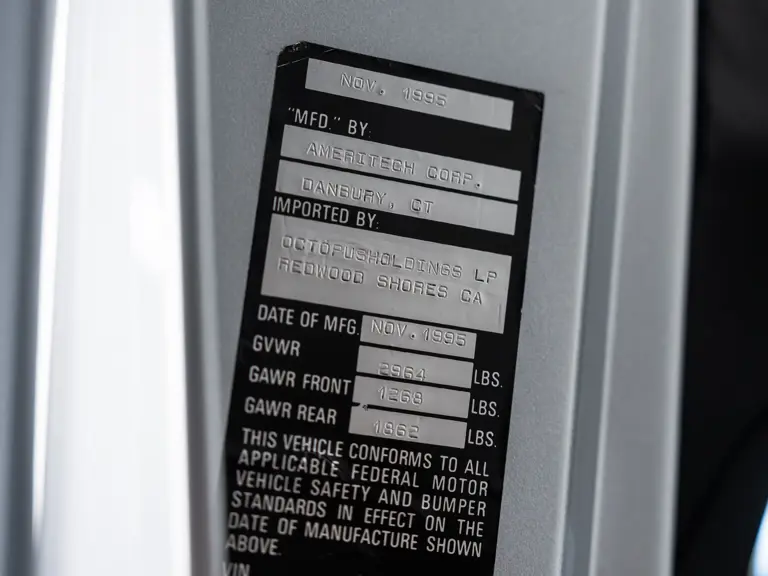 NOV. 1995
"MFD." BY:
AMERITECH CORP.
DANBURY, CT
IMPORTED BY:
OCTOPUSHOLDINGS LP
REDWOOD SHORES CA
DATE OF MFG. NOV.1995
GVWR 2964 LBS.
GAWR FRONT 1268 LBS.
GAWR REAR 1862 LBS.
THIS VEHICLE CONFORMS TO ALL
APPLICABLE FEDERAL MOTOR
VEHICLE SAFETY AND BUMPER
STANDARDS IN EFFECT ON THE
DATE OF MANUFACTURE SHOWN
ABOVE.
VIN